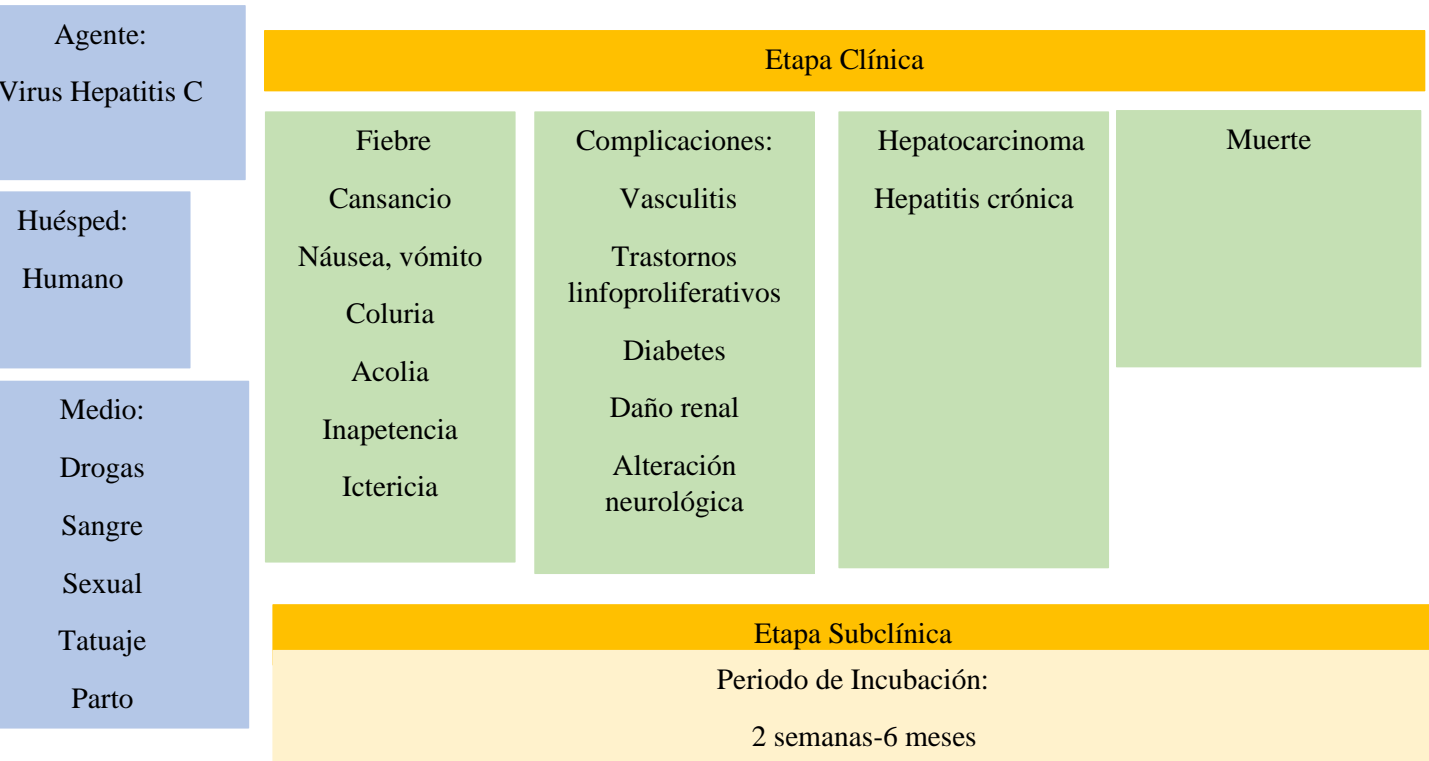 Agente:
Virus Hepatitis C
Huésped:
Humano
Medio:
Drogas
Sangre
Sexual
Tatuaje
Parto
Etapa Clínica
Fiebre
Cansancio
Náusea, vómito
Coluria
Acolia
Inapetencia
Ictericia
Complicaciones:
Vasculitis
Trastornos
linfoproliferativos
Diabetes
Daño renal
Alteración
neurológica
Hepatocarcinoma
Hepatitis crónica
Muerte
Etapa Subclínica
Periodo de Incubación:
2 semanas-6 meses